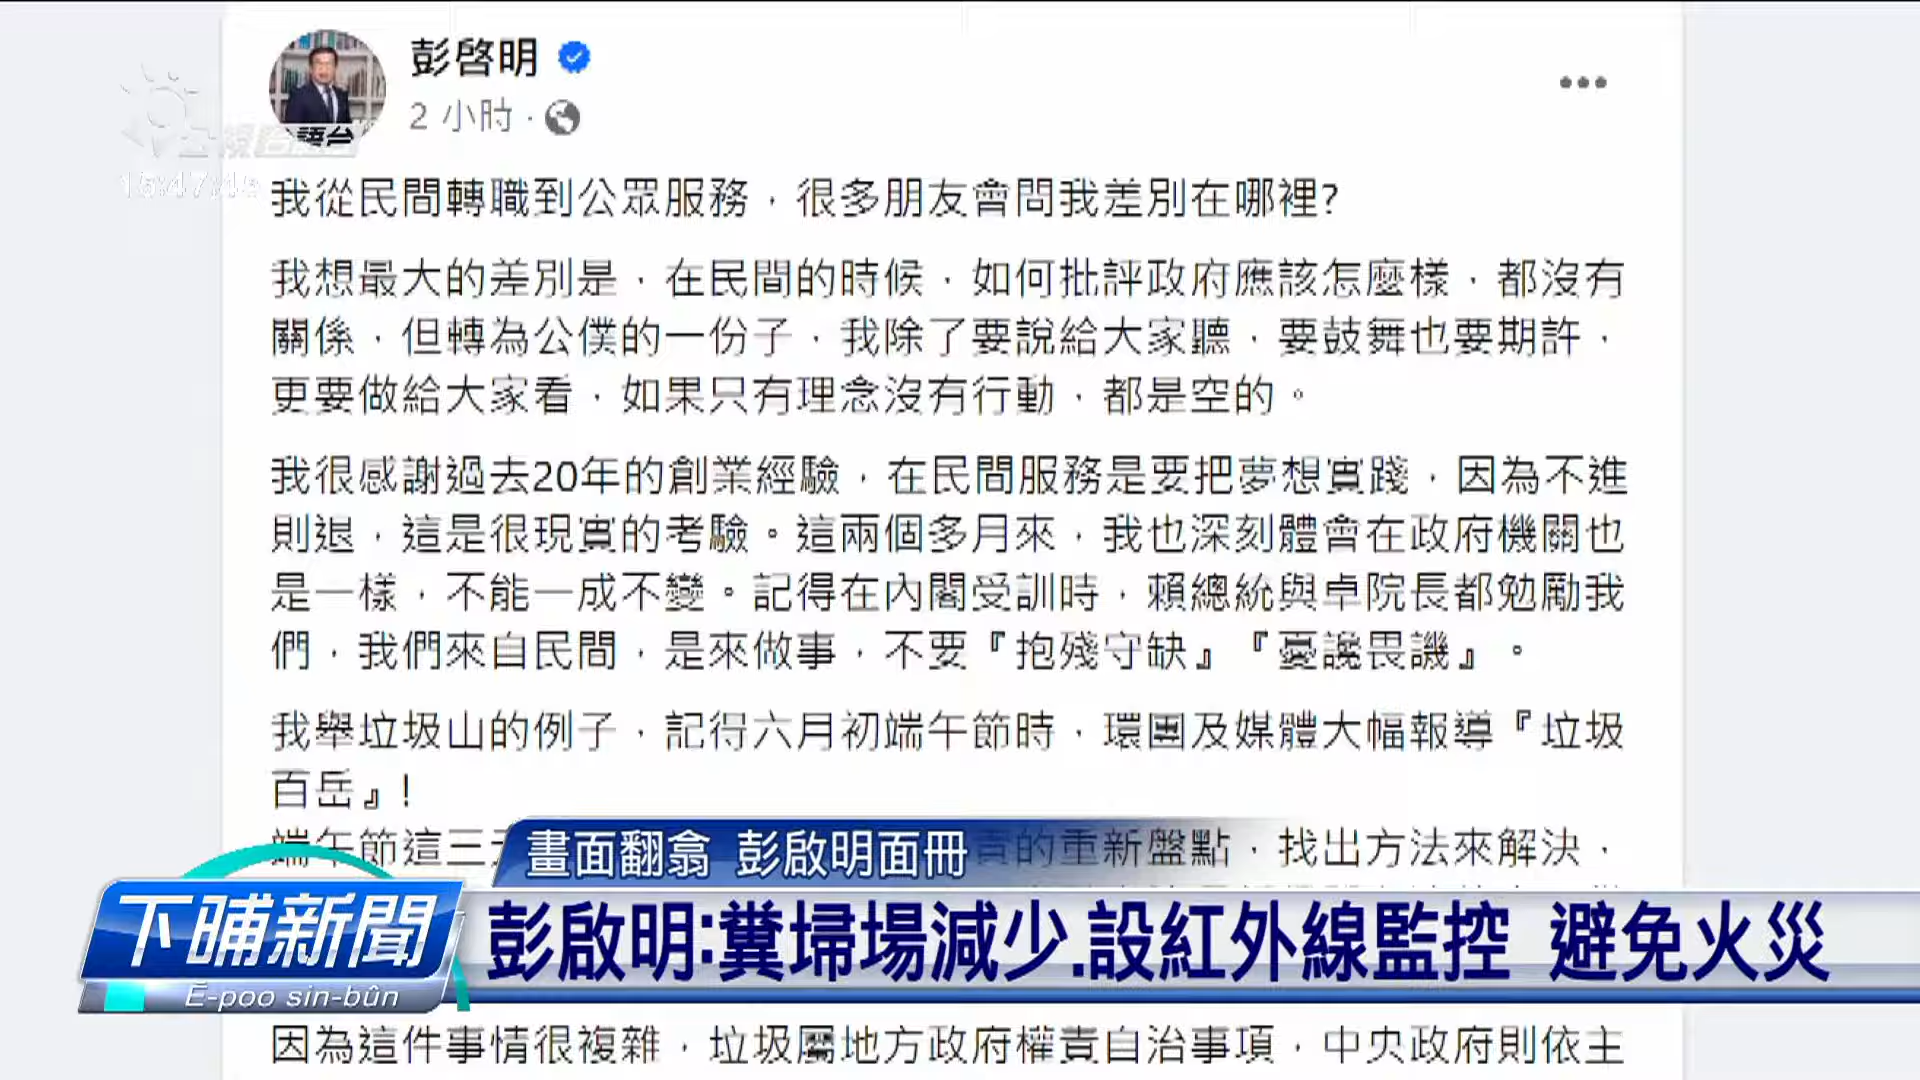 彭啓明
2 小時
公視台語台
15:47:45
我從民間轉職到公眾服務，很多朋友會問我差別在哪裡?
我想最大的差別是，在民間的時候，如何批評政府應該怎麼樣，都沒有
關係，但轉為公僕的一份子，我除了要說給大家聽，要鼓舞也要期許，
更要做給大家看，如果只有理念沒有行動，都是空的。
我很感謝過去20年的創業經驗，在民間服務是要把夢想實踐，因為不進
則退，這是很現實的考驗。這兩個多月來，我也深刻體會在政府機關也
是一樣，不能一成不變。記得在內閣受訓時，賴總統與卓院長都勉勵我
們，我們來自民間，是來做事，不要『抱殘守缺』『憂讒畏譏』。
我舉垃圾山的例子，記得六月初端午節時，環團及媒體大幅報導『垃圾
百岳』!
端午節這三 的重新盤點，找出方法來解決，
畫面翻翕 彭啟明面冊
下晡新聞
E-poo sin-bûn
彭啟明:糞埽場減少.設紅外線監控 避免火災
因為這件事情很複雜，垃圾屬地方政府權責自治事項，中央政府則依主